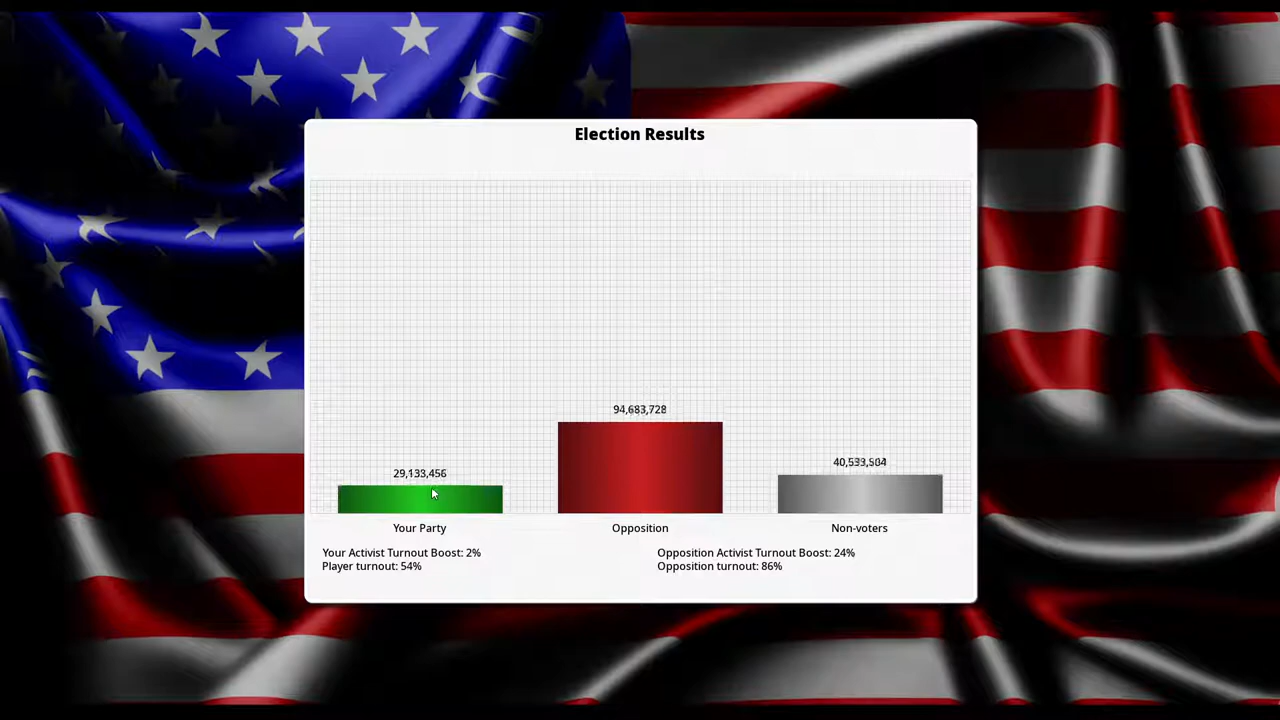 Election Results
94,683,728
40,533,504
29,133,456
Your Party
Opposition
Non-voters
Your Activist Turnout Boost: 2%
Opposition Activist Turnout Boost: 24%
Player turnout: 54%
Opposition turnout: 86%